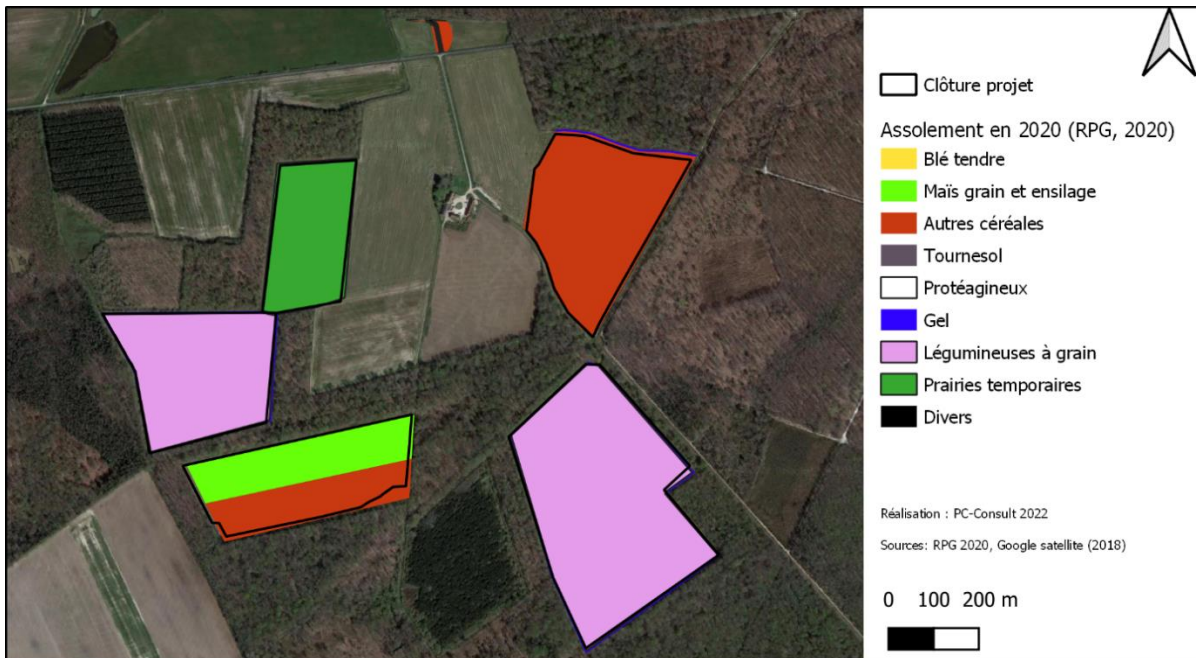 Clôture projet
Assolement en 2020 (RPG, 2020)
Blé tendre
Maïs grain et ensilage
Autres céréales
Tournesol
Protéagineux
Gel
Légumineuses à grain
Prairies temporaires
Divers
Réalisation : PC-Consult 2022
Sources: RPG 2020, Google satellite (2018)
0 100 200 m